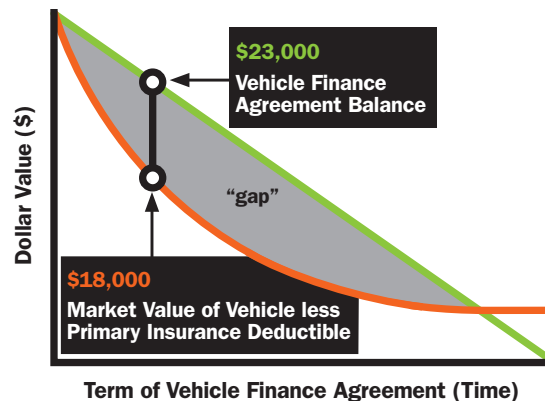 $23,000
Vehicle Finance
Agreement Balance
“gap”
$18,000
Market Value of Vehicle less
Primary Insurance Deductible
Dollar Value ($)
Term of Vehicle Finance Agreement (Time)